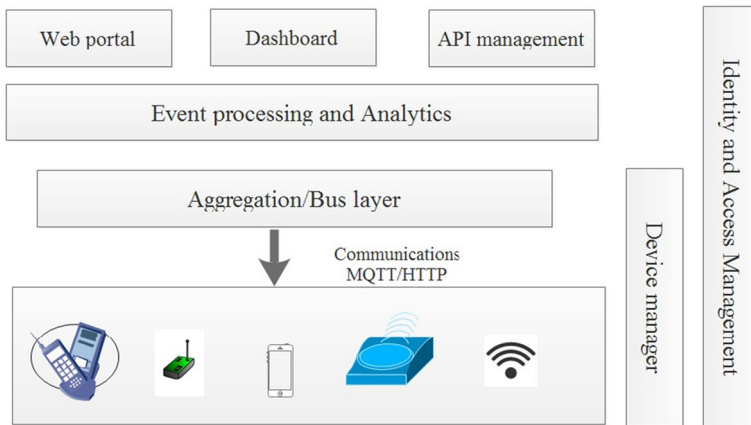 Web portal
Dashboard
API management
Event processing and Analytics
Aggregation/Bus layer
Communications
MQTT/HTTP
Device manager
Identity and Access Management